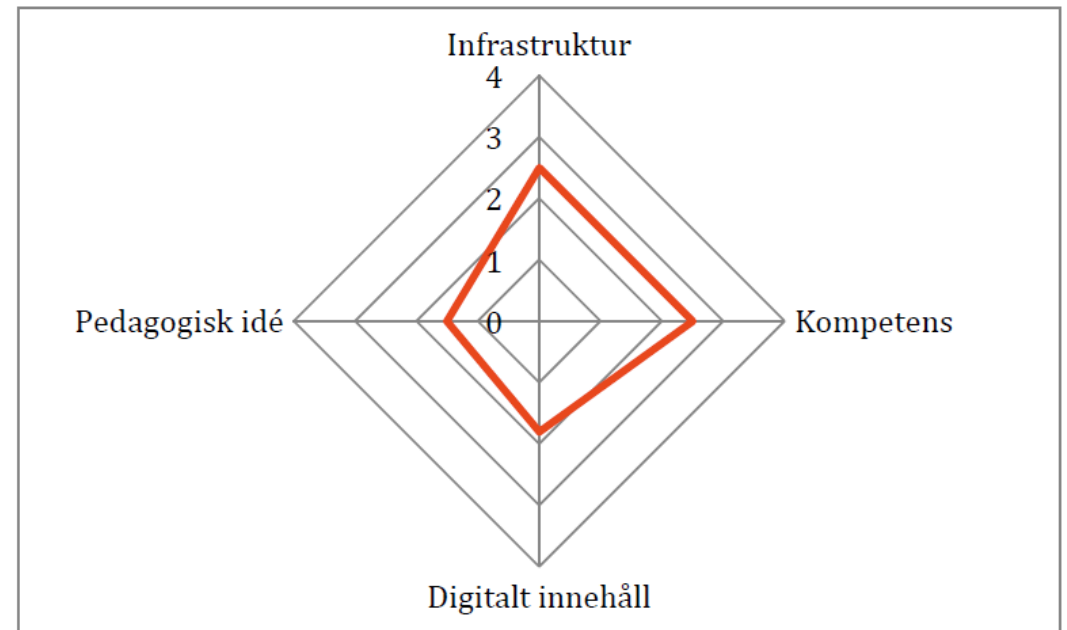 Infrastruktur
4
3
2
1
Pedagogisk idé 0 Kompetens
Digitalt innehåll